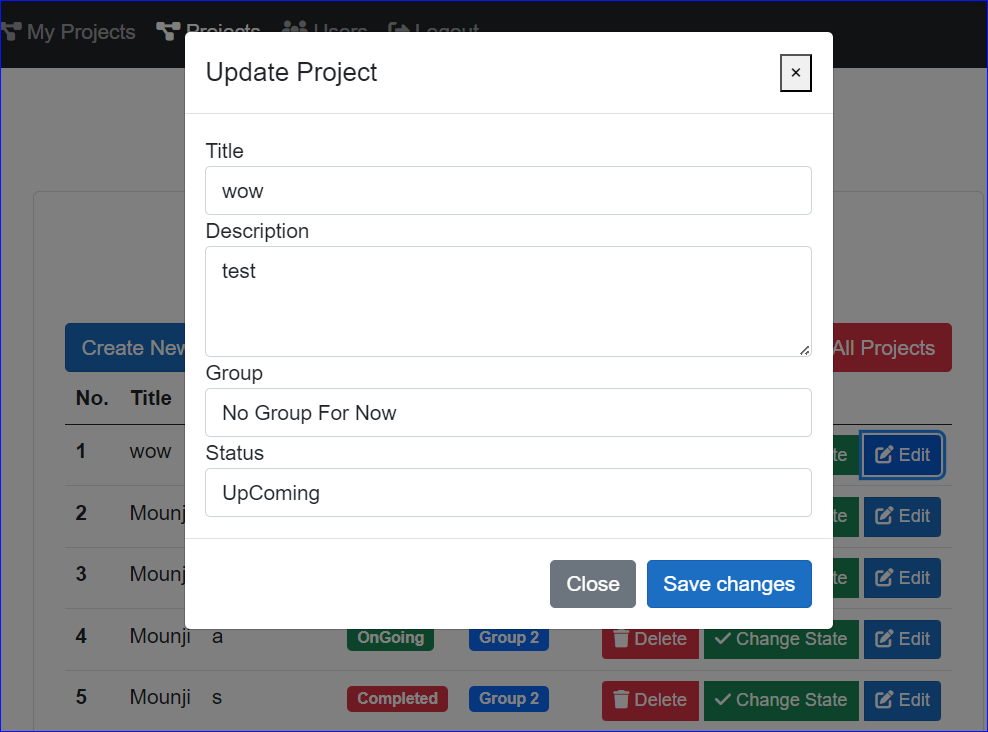 My Projects Projects Users Logout
Update Project
×
Title
wow
Description
test
Group
No Group For Now
Status
UpComing
Close Save changes
Create New All Projects
No. Title
1 wow Edit
2 Mounji Edit
3 Mounji Edit
4 Mounji a OnGoing Group 2 Delete Change State Edit
5 Mounji s Completed Group 2 Delete Change State Edit